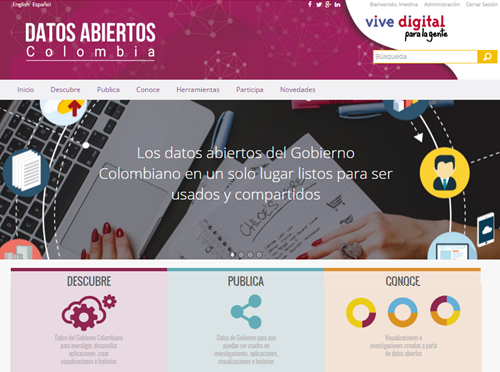 English Español
Bienvenido, lmedina Administración Cerrar Sesión
DATOS ABIERTOS
Colombia
vive digital
para la gente
Búsqueda
Inicio Descubre Publica Conoce Herramientas Participa Novedades
Los datos abiertos del Gobierno
Colombiano en un solo lugar listos para ser
usados y compartidos
DESCUBRE
Datos del Gobierno Colombiano
para investigar, desarrollar
aplicaciones, crear
visualizaciones e historias
PUBLICA
Datos de Gobierno para que
puedan ser usados en
investigaciones, aplicaciones,
visualizaciones e historias
CONOCE
Visualizaciones e
investigaciones creadas a partir
de datos abiertos